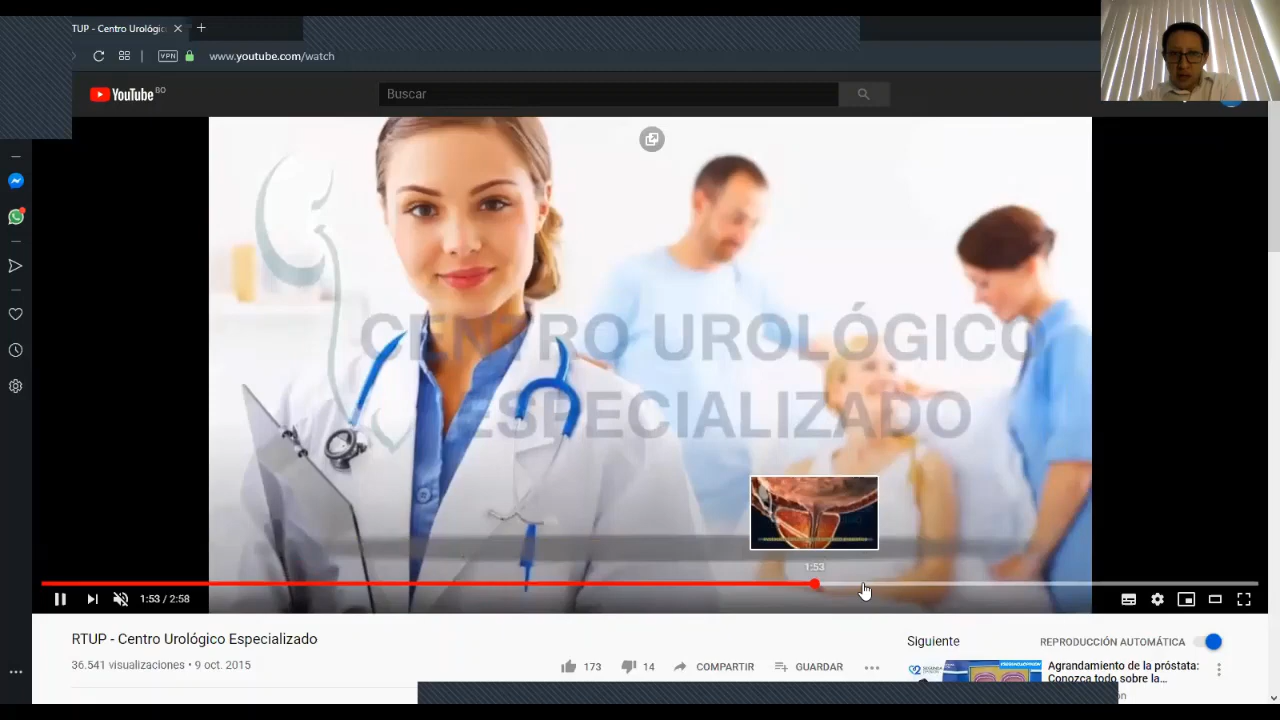 TUP - Centro Urológic
VPN
www.youtube.com/watch
YouTube BO
Buscar
CENTRO UROLÓGICO
ESPECIALIZADO
1:53
1:53 / 2:58
RTUP - Centro Urológico Especializado
36.541 visualizaciones • 9 oct. 2015
173
14
COMPARTIR
GUARDAR
Siguiente
REPRODUCCIÓN AUTOMÁTICA
Agrandamiento de la próstata:
Conozca todo sobre la...